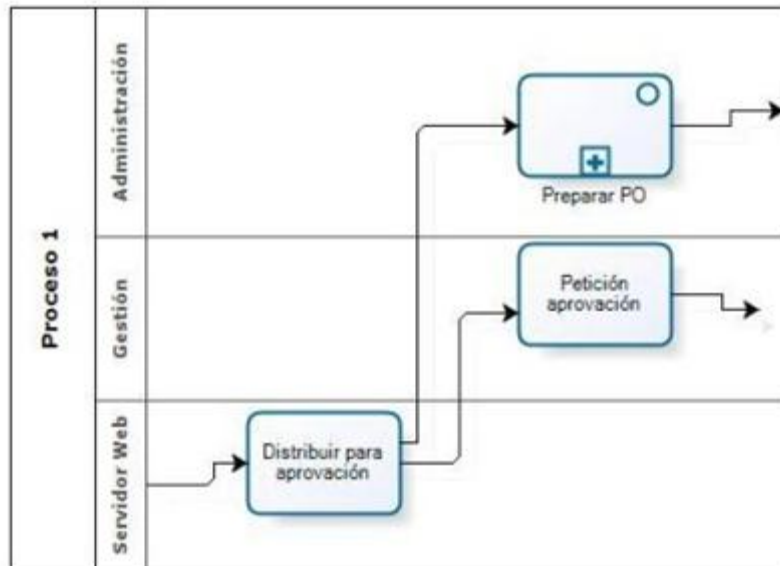 Proceso 1
Administración
Preparar PO
Gestión
Petición
aprovación
Servidor Web
Distribuir para
aprovación